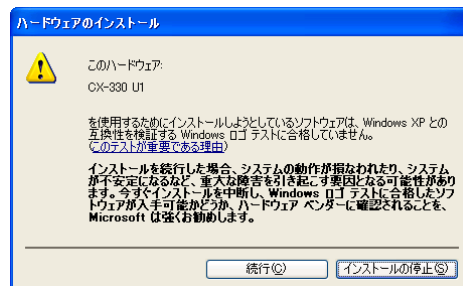 ハードウェアのインストール
このハードウェア:
CX-330 U1
を使用するためにインストールしようとしているソフトウェアは、Windows XP との
互換性を検証する Windows ロゴ テストに合格していません。
(このテストが重要である理由)
インストールを続行した場合、システムの動作が損なわれたり、システム
が不安定になるなど、重大な障害を引き起こす要因となる可能性があり
ます。今すぐインストールを中断し、Windows ロゴ テストに合格したソフ
トウェアが入手可能かどうか、ハードウェア ベンダーに確認されることを、
Microsoft は強くお勧めします。
続行(C)
インストールの停止(S)